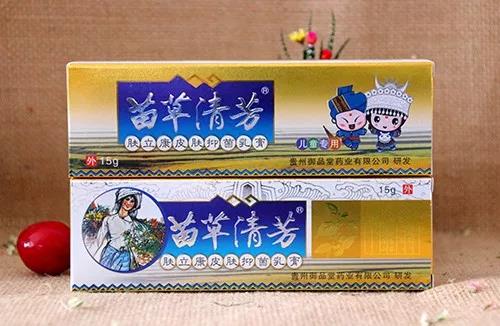 苗草清芳®
肤立康皮肤抑菌乳膏
儿童专用
外 15g
贵州御品堂药业有限公司 研发
15g 外
苗草清芳®
肤立康皮肤抑菌乳膏
贵州御品堂药业有限公司 研发